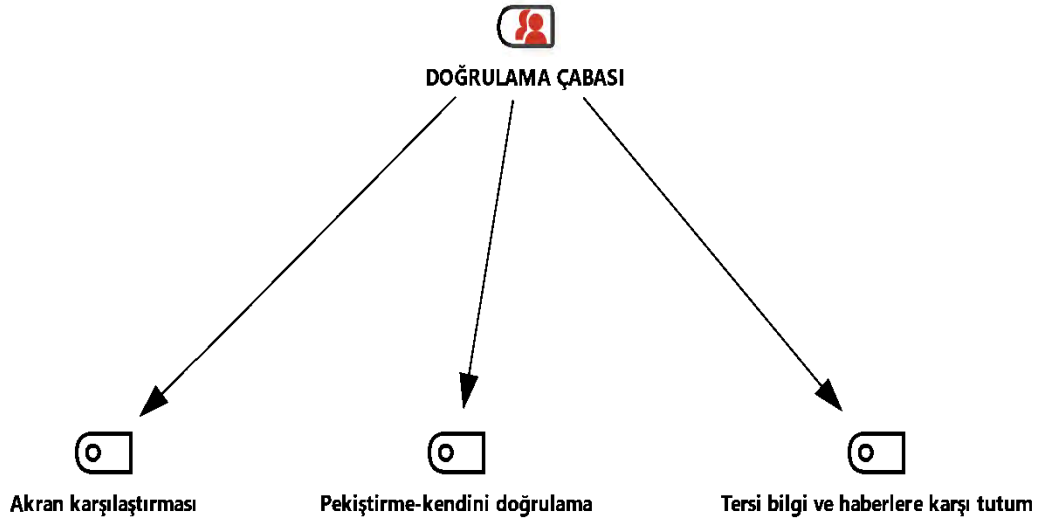 DOĞRULAMA ÇABASI
Akran karşılaştırması
Pekiştirme-kendini doğrulama
Tersi bilgi ve haberlere karşı tutum